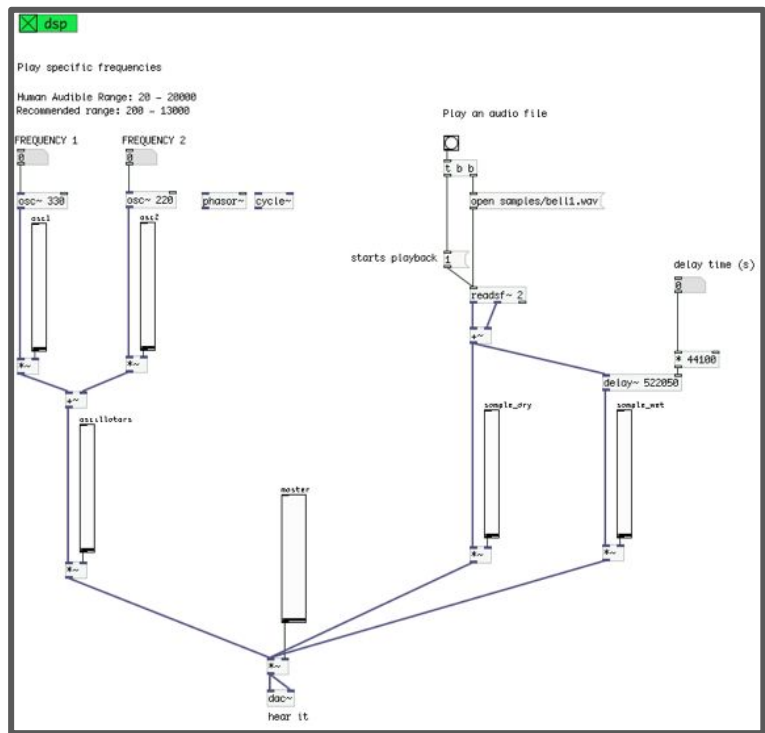 dsp
Play specific frequencies
Human Audible Range: 20 - 20000
Recommended range: 200 - 13000
FREQUENCY 1
FREQUENCY 2
0
0
osc~ 330
osc~ 220
phasor~
cycle~
osc1
osc2
*~
*~
+~
oscillators
*~
Play an audio file
t b b
open samples/bell1.wav
starts playback
1
readsf~ 2
+~
delay time (s)
0
* 44100
delay~ 522050
sample_dry
sample_wet
*~
*~
master
*~
dac~
hear it